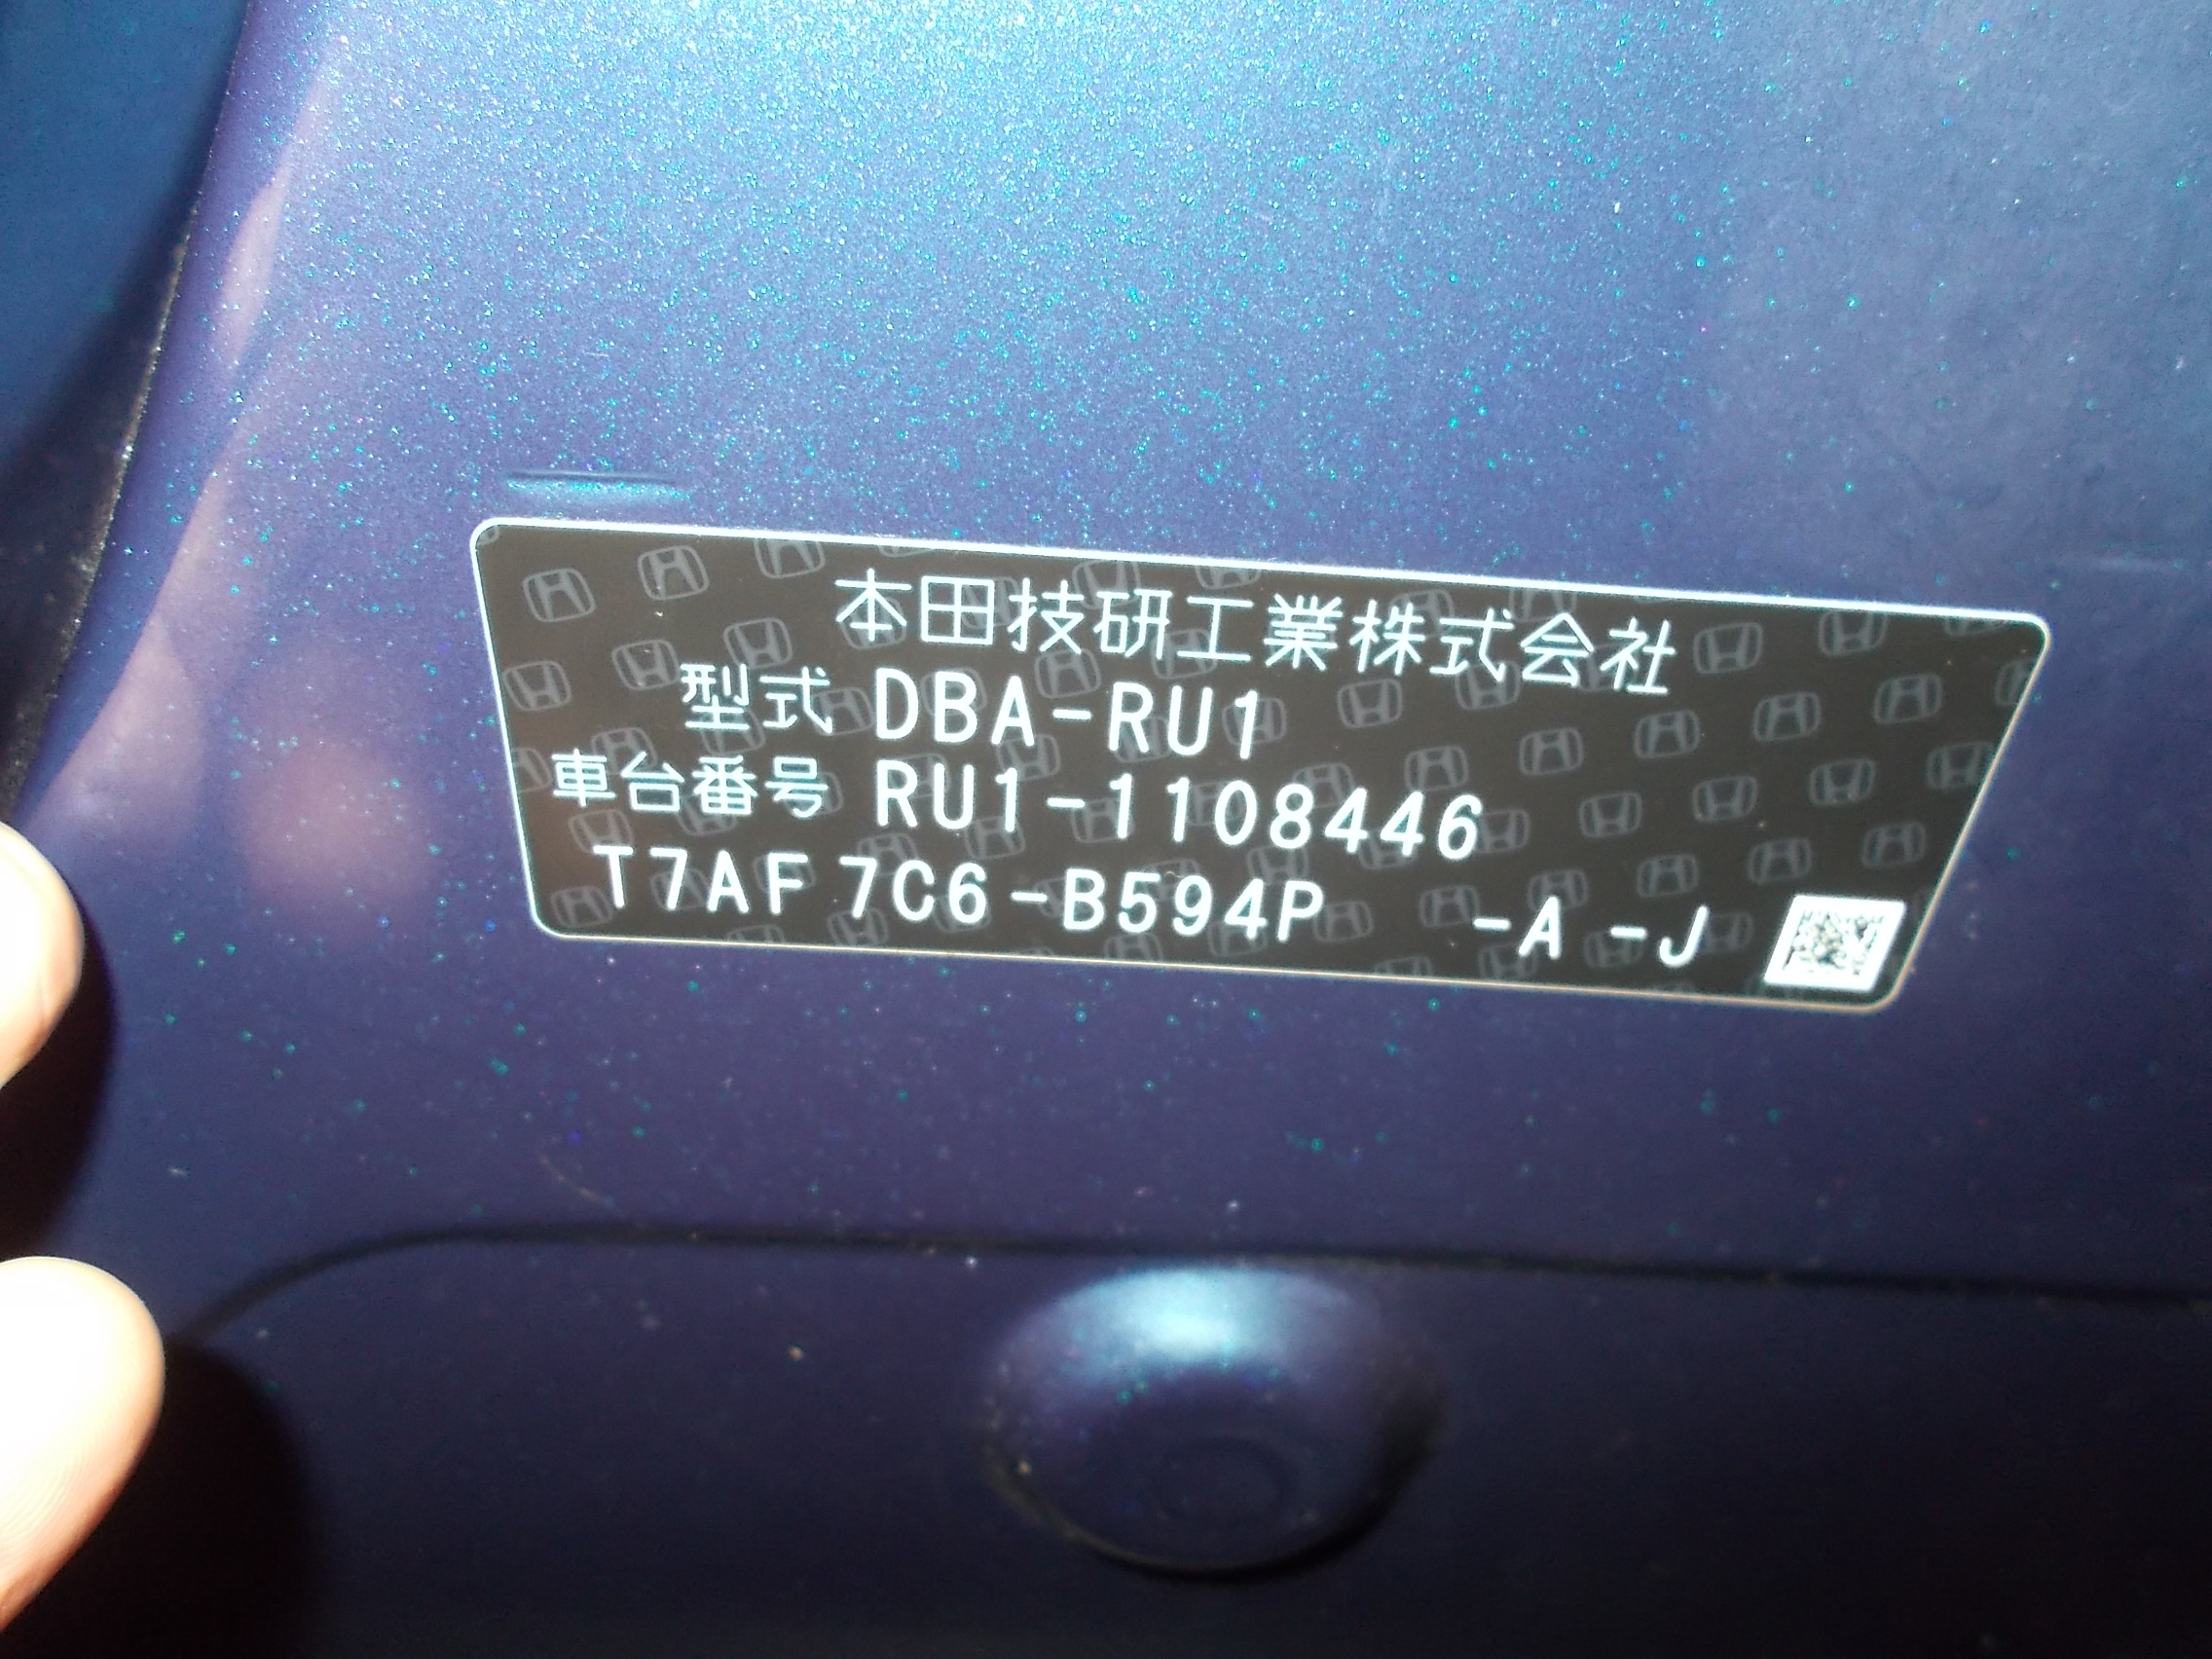 本田技研工業株式会社
型式 DBA-RU1
車台番号 RU1-1108446
T7AF 7C6-B594P -A -J